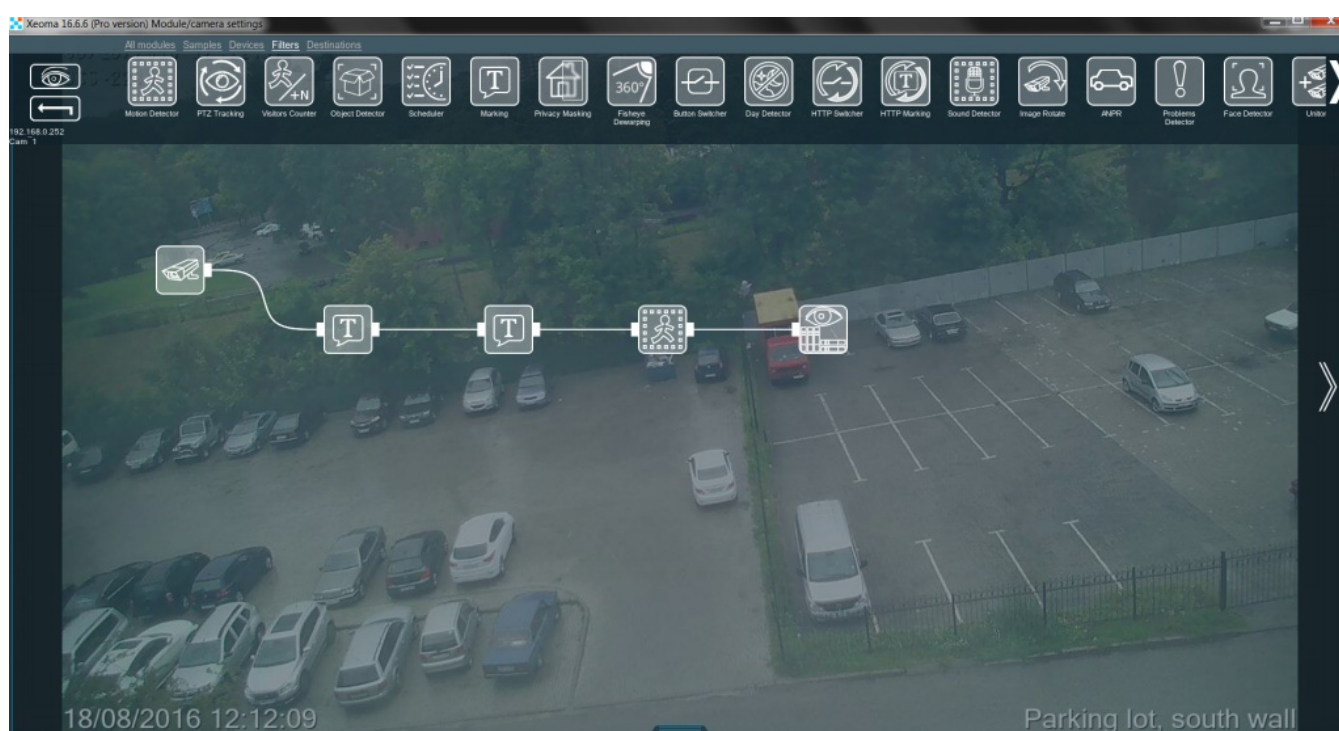 Xeoma 16.6.6 (Pro version) Module/camera settings
All modules Samples Devices Filters Destinations
360°
+N
T
T
Motion Detector PTZ Tracking Visitors Counter Object Detector Scheduler Marking Privacy Masking Fisheye Dewarping Button Switcher Day Detector HTTP Switcher HTTP Marking Sound Detector Image Rotate ANPR Problems Detector Face Detector Unitor
192.168.0.252
Cam 1
T
T
18/08/2016 12:12:09
Parking lot, south wall